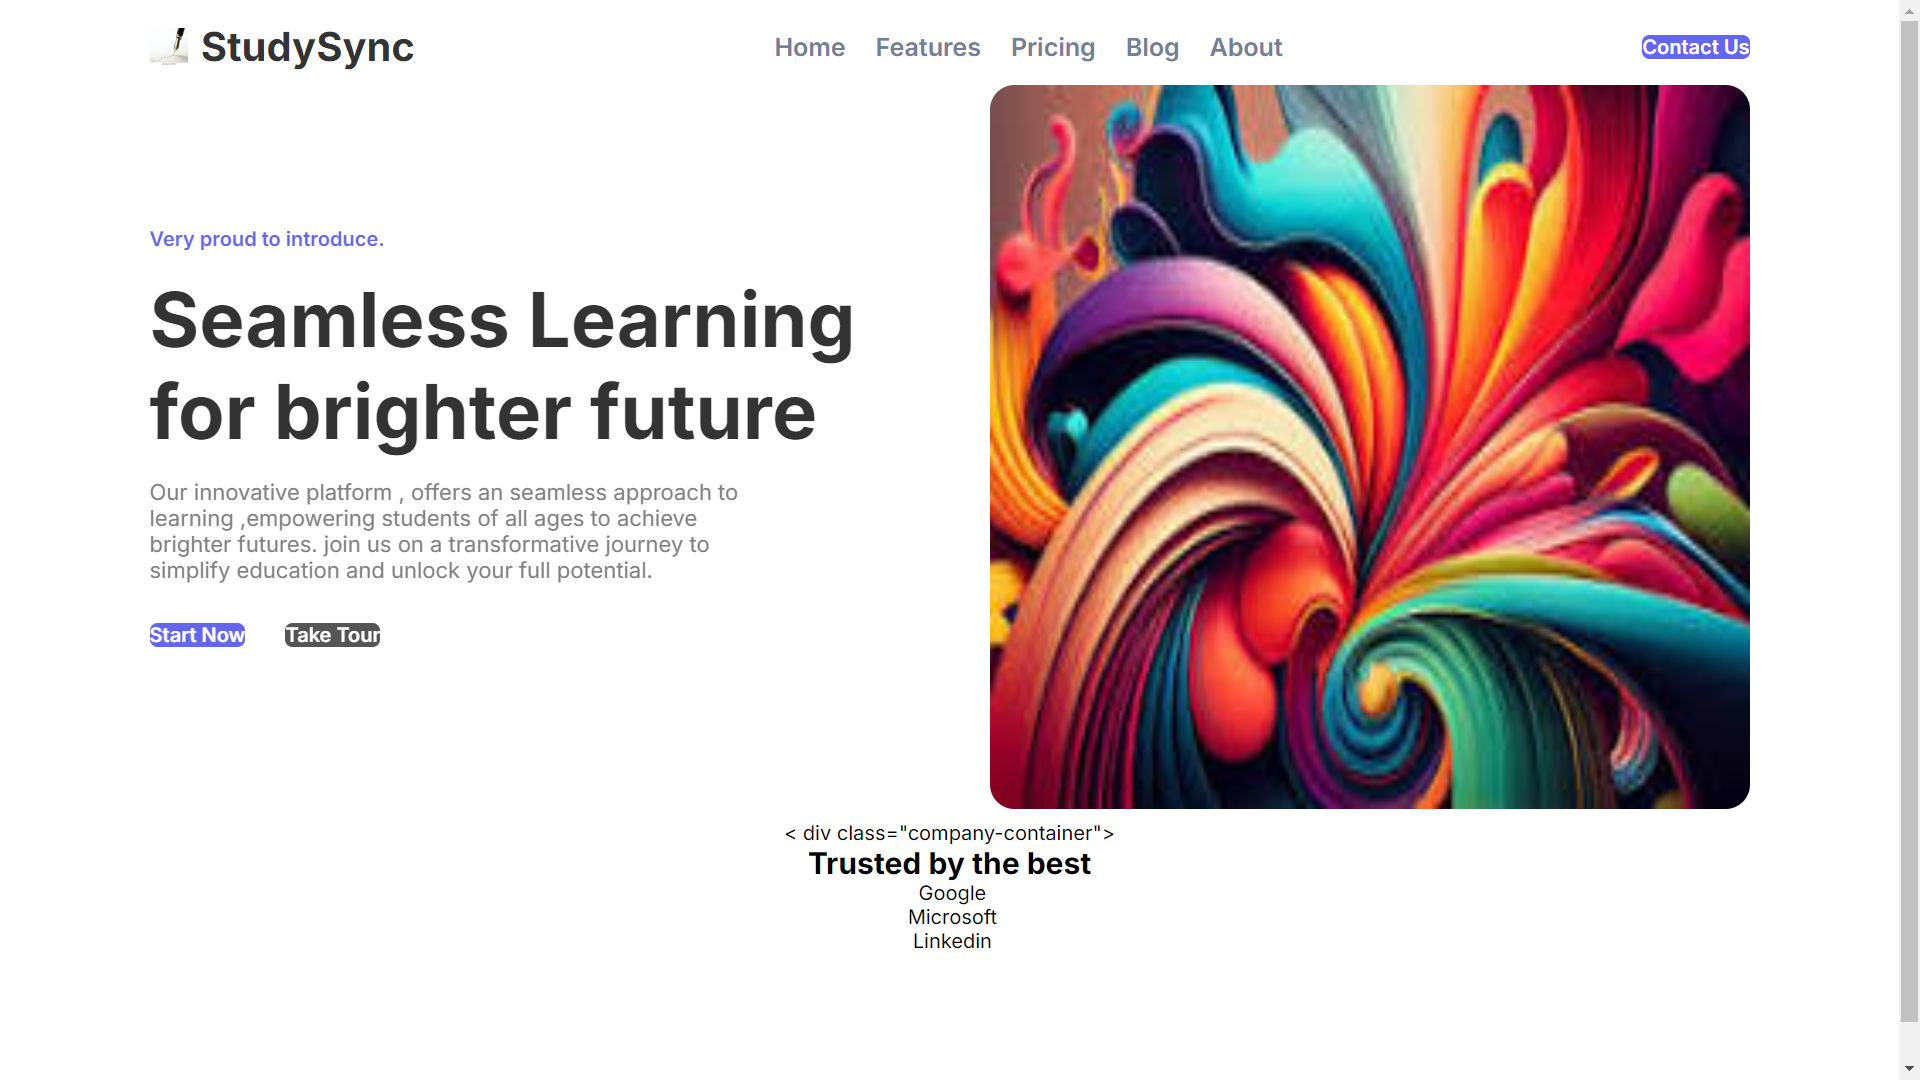 StudySync
Home Features Pricing Blog About
Contact Us
Very proud to introduce.
Seamless Learning
for brighter future
Our innovative platform , offers an seamless approach to
learning ,empowering students of all ages to achieve
brighter futures. join us on a transformative journey to
simplify education and unlock your full potential.
Start Now Take Tour
< div class="company-container">
Trusted by the best
Google
Microsoft
Linkedin